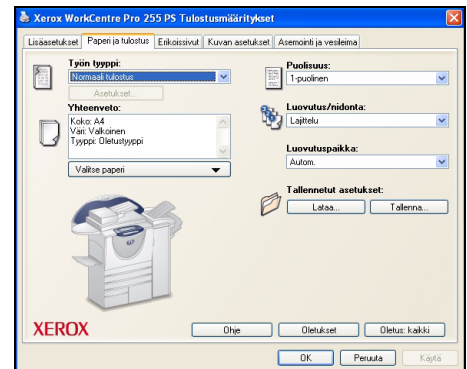 Xerox WorkCentre Pro 255 PS Tulostusmääritykset
Lisäasetukset Paperi ja tulostus Erikoissivut Kuvan asetukset Asemointi ja vesileima
Työn tyyppi:
Normaali tulostus
Asetukset...
Yhteenveto:
Koko: A4
Väri: Valkoinen
Tyyppi: Oletustyyppi
Valitse paperi
Puolisuus:
1-puolinen
Luovutus/nidonta:
Lajittelu
Luovutuspaikka:
Autom.
Tallennetut asetukset:
Lataa... Tallenna...
XEROX
Ohje Oletukset Oletus: kaikki
OK Peruuta Käytä